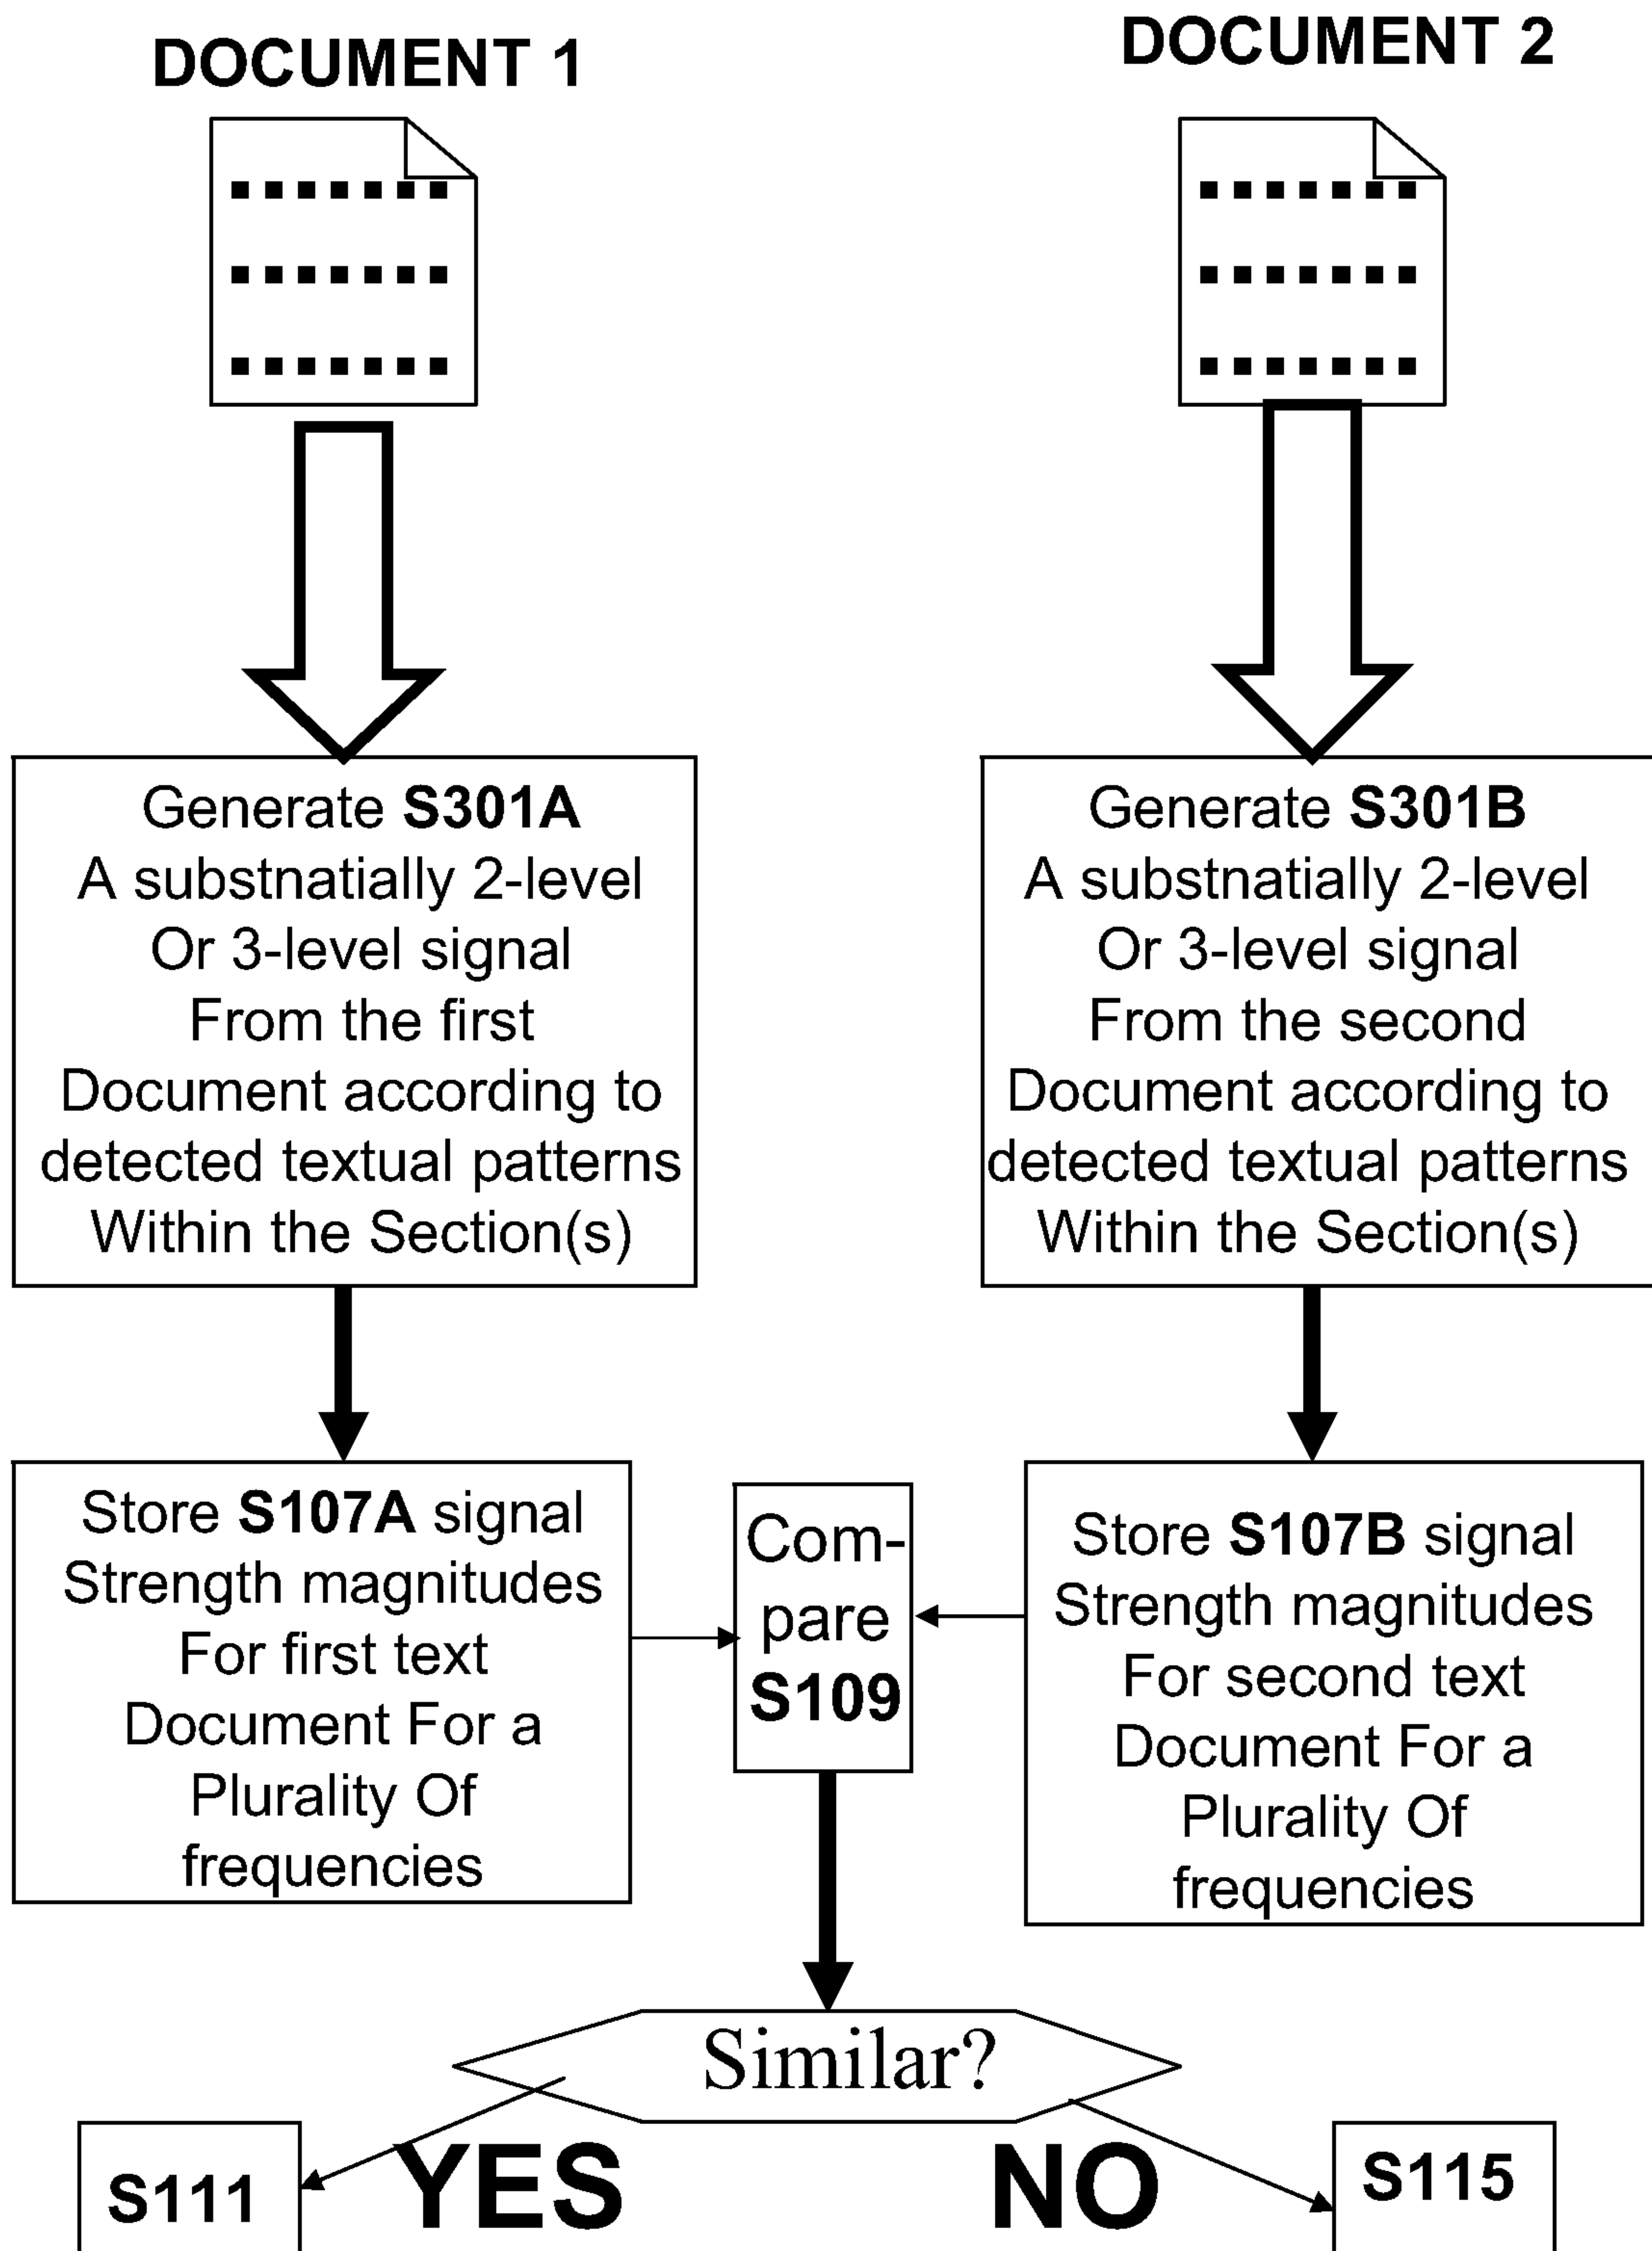 DOCUMENT 1
DOCUMENT 2
Generate S301A
A substnatially 2-level
Or 3-level signal
From the first
Document according to
detected textual patterns
Within the Section(s)
Generate S301B
A substnatially 2-level
Or 3-level signal
From the second
Document according to
detected textual patterns
Within the Section(s)
Store S107A signal
Strength magnitudes
For first text
Document For a
Plurality Of
frequencies
Com-
pare
S109
Store S107B signal
Strength magnitudes
For second text
Document For a
Plurality Of
frequencies
Similar?
S111
YES
NO
S115